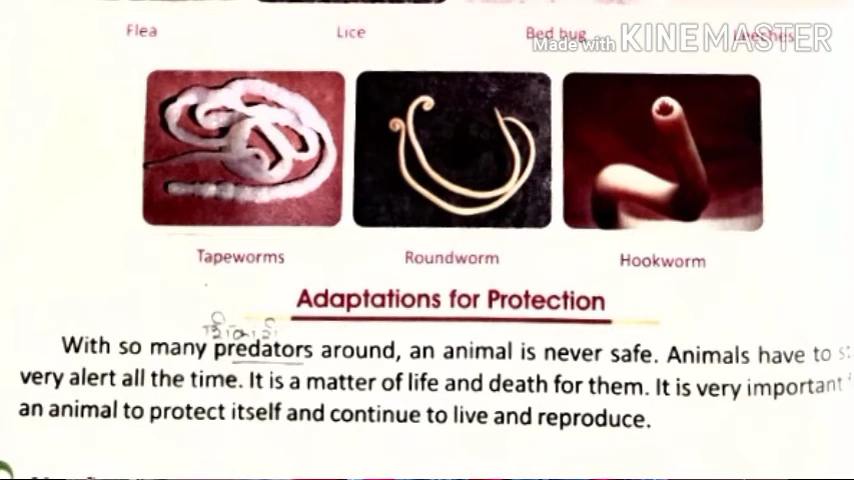 Flea Lice Bed bug Leeches
Made with KINEMASTER
Tapeworms Roundworm Hookworm
Adaptations for Protection
With so many predators around, an animal is never safe. Animals have to
very alert all the time. It is a matter of life and death for them. It is very important
an animal to protect itself and continue to live and reproduce.